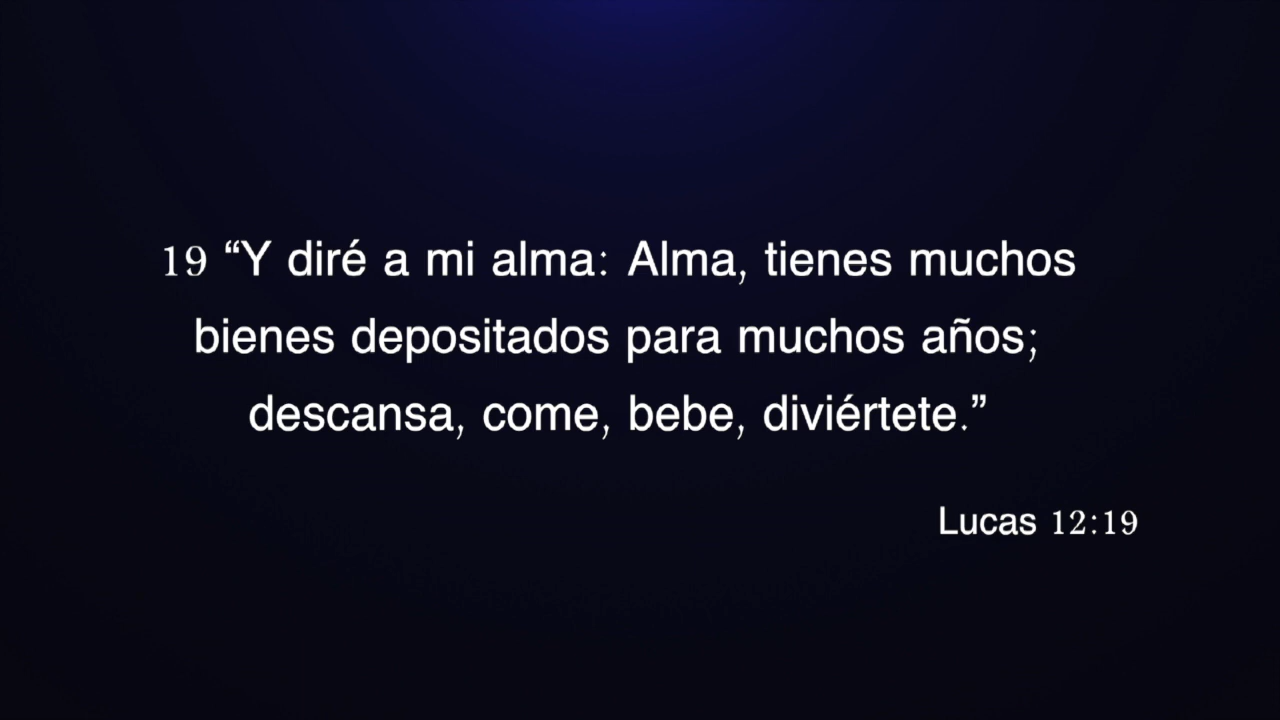 19 “Y diré a mi alma: Alma, tienes muchos
bienes depositados para muchos años;
descansa, come, bebe, diviértete.”
Lucas 12:19